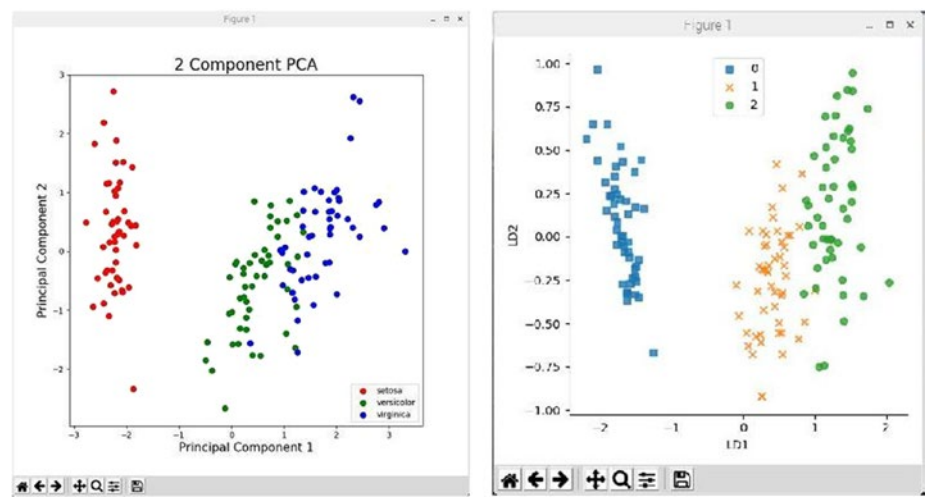 Figure 1
2 Component PCA
3
2
1
0
−1
−2
Principal Component 2
setosa
versicolor
virginica
−3 −2 −1 0 1 2 3
Principal Component 1
Figure 1
0
1
2
1.00
0.75
0.50
0.25
0.00
−0.25
−0.50
−0.75
−1.00
LD2
−2 −1 0 1 2
LD1